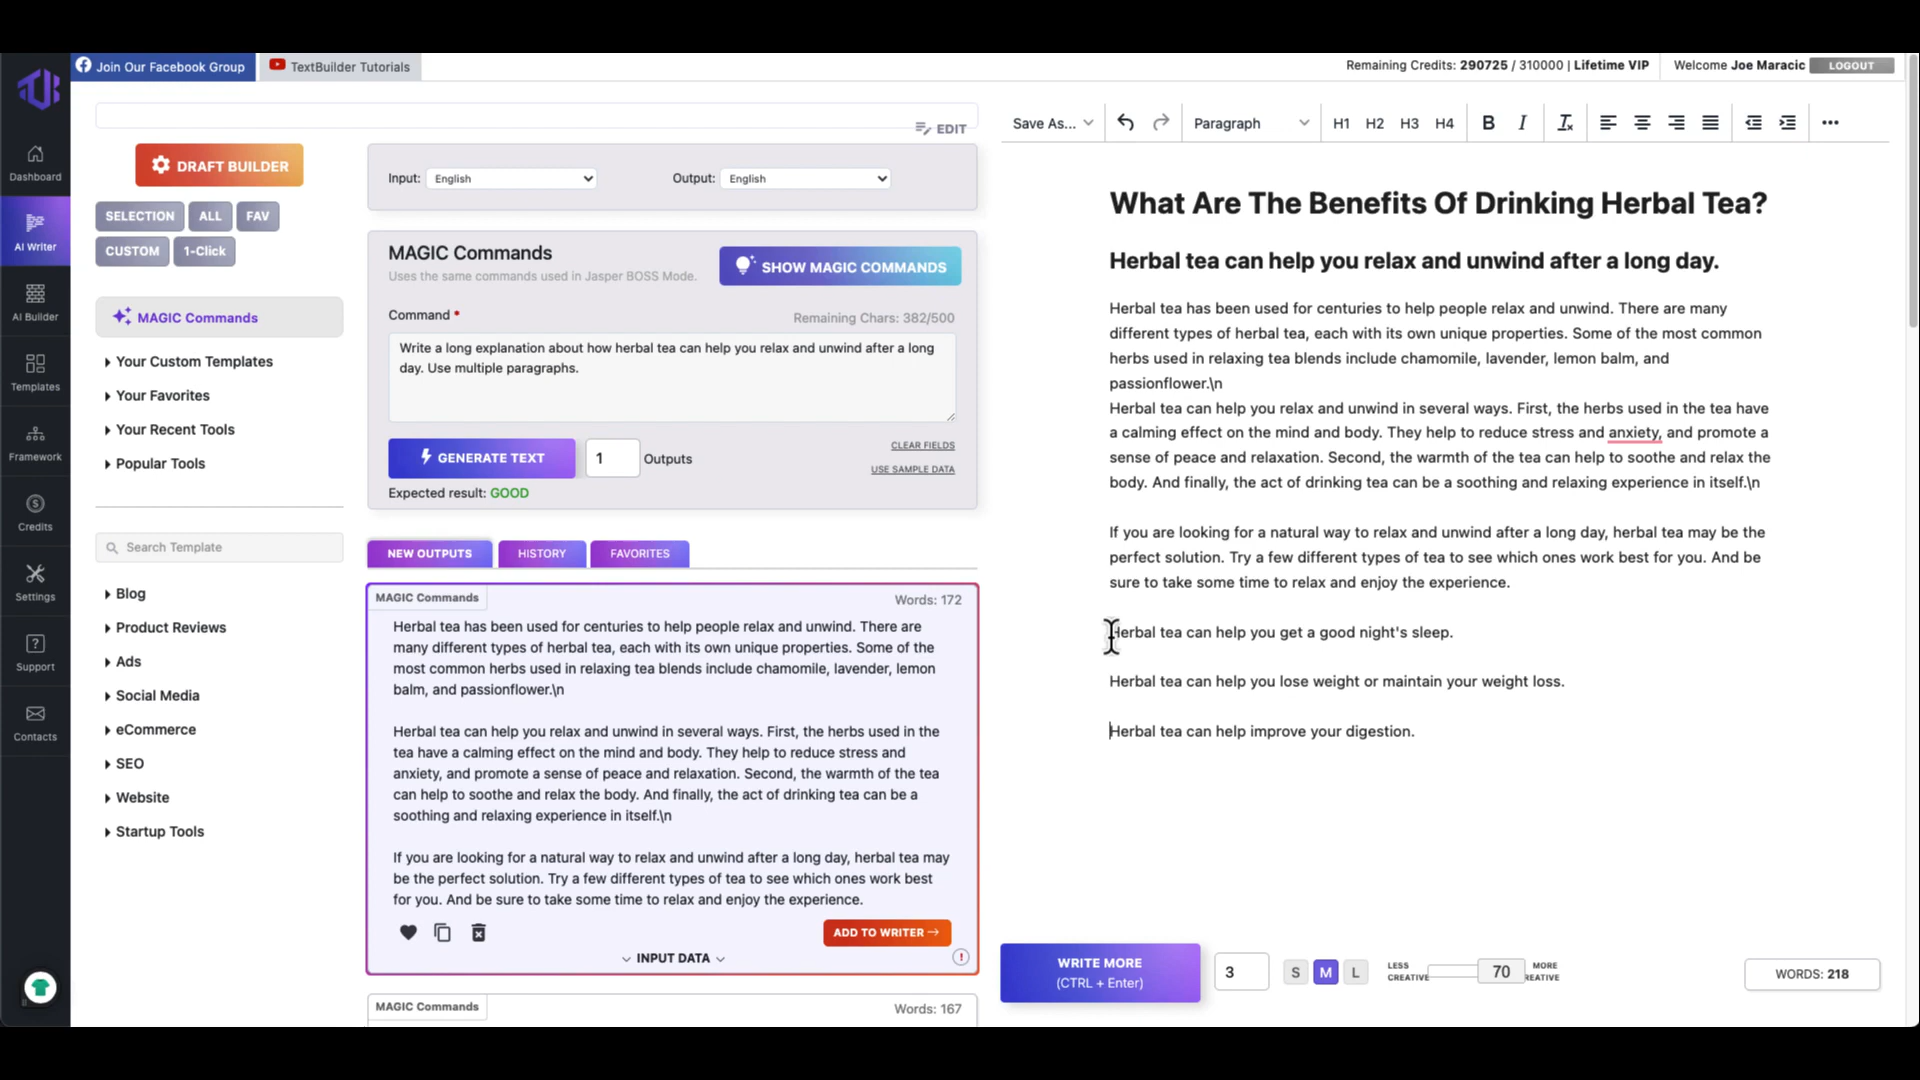 Join Our Facebook Group
TextBuilder Tutorials
Remaining Credits: 290725 / 310000 | Lifetime VIP
Welcome Joe Maracic
LOGOUT
Dashboard
AI Writer
AI Builder
Templates
Framework
Credits
Settings
Support
Contacts
EDIT
DRAFT BUILDER
SELECTION
ALL
FAV
CUSTOM
1-Click
MAGIC Commands
Your Custom Templates
Your Favorites
Your Recent Tools
Popular Tools
Search Template
Blog
Product Reviews
Ads
Social Media
eCommerce
SEO
Website
Startup Tools
Input: English
Output: English
MAGIC Commands
Uses the same commands used in Jasper BOSS Mode.
SHOW MAGIC COMMANDS
Command *
Remaining Chars: 382/500
Write a long explanation about how herbal tea can help you relax and unwind after a long
day. Use multiple paragraphs.
GENERATE TEXT
1
Outputs
CLEAR FIELDS
USE SAMPLE DATA
Expected result: GOOD
NEW OUTPUTS
HISTORY
FAVORITES
MAGIC Commands
Words: 172
Herbal tea has been used for centuries to help people relax and unwind. There are
many different types of herbal tea, each with its own unique properties. Some of the
most common herbs used in relaxing tea blends include chamomile, lavender, lemon
balm, and passionflower.\n
Herbal tea can help you relax and unwind in several ways. First, the herbs used in the
tea have a calming effect on the mind and body. They help to reduce stress and
anxiety, and promote a sense of peace and relaxation. Second, the warmth of the tea
can help to soothe and relax the body. And finally, the act of drinking tea can be a
soothing and relaxing experience in itself.\n
If you are looking for a natural way to relax and unwind after a long day, herbal tea may
be the perfect solution. Try a few different types of tea to see which ones work best
for you. And be sure to take some time to relax and enjoy the experience.
ADD TO WRITER
INPUT DATA
MAGIC Commands
Words: 167
Save As...
Paragraph
H1
H2
H3
H4
B
I
What Are The Benefits Of Drinking Herbal Tea?
Herbal tea can help you relax and unwind after a long day.
Herbal tea has been used for centuries to help people relax and unwind. There are many
different types of herbal tea, each with its own unique properties. Some of the most common
herbs used in relaxing tea blends include chamomile, lavender, lemon balm, and
passionflower.\n
Herbal tea can help you relax and unwind in several ways. First, the herbs used in the tea have
a calming effect on the mind and body. They help to reduce stress and anxiety, and promote a
sense of peace and relaxation. Second, the warmth of the tea can help to soothe and relax the
body. And finally, the act of drinking tea can be a soothing and relaxing experience in itself.\n
If you are looking for a natural way to relax and unwind after a long day, herbal tea may be the
perfect solution. Try a few different types of tea to see which ones work best for you. And be
sure to take some time to relax and enjoy the experience.
Herbal tea can help you get a good night's sleep.
Herbal tea can help you lose weight or maintain your weight loss.
Herbal tea can help improve your digestion.
WRITE MORE
(CTRL + Enter)
3
S
M
L
LESS
CREATIVE
70
MORE
REATIVE
WORDS: 218